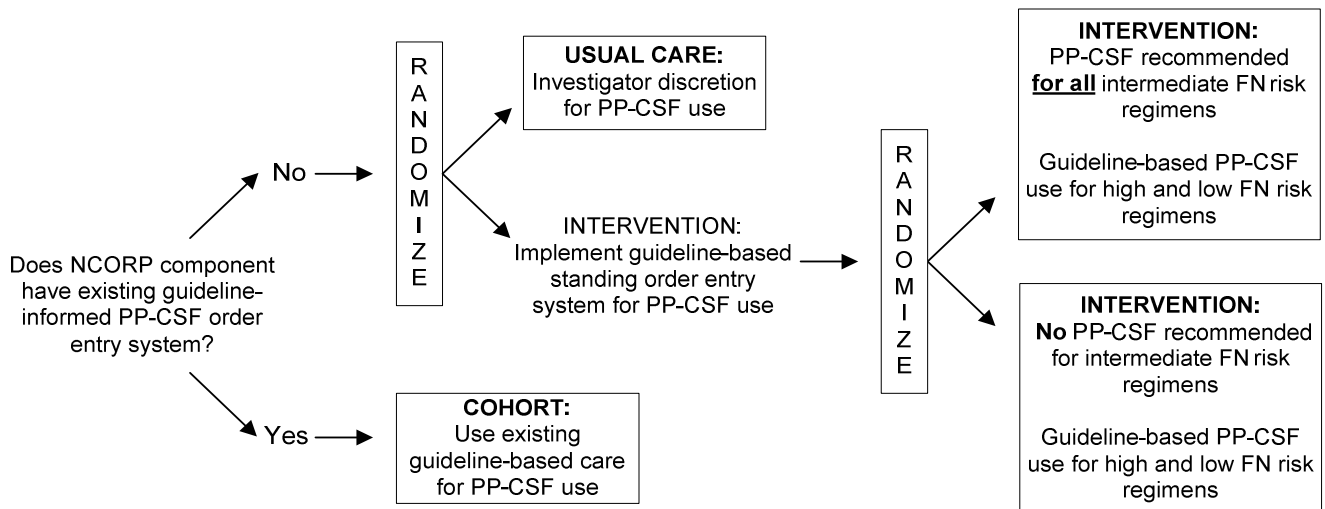 Does NCORP component
have existing guideline-
informed PP-CSF order
entry system?
No
Yes
RANDOMIZE
USUAL CARE:
Investigator discretion
for PP-CSF use
INTERVENTION:
Implement guideline-based
standing order entry
system for PP-CSF use
COHORT:
Use existing
guideline-based care
for PP-CSF use
RANDOMIZE
INTERVENTION:
PP-CSF recommended
for all intermediate FN risk
regimens
Guideline-based PP-CSF
use for high and low FN risk
regimens
INTERVENTION:
No PP-CSF recommended
for intermediate FN risk
regimens
Guideline-based PP-CSF
use for high and low FN risk
regimens